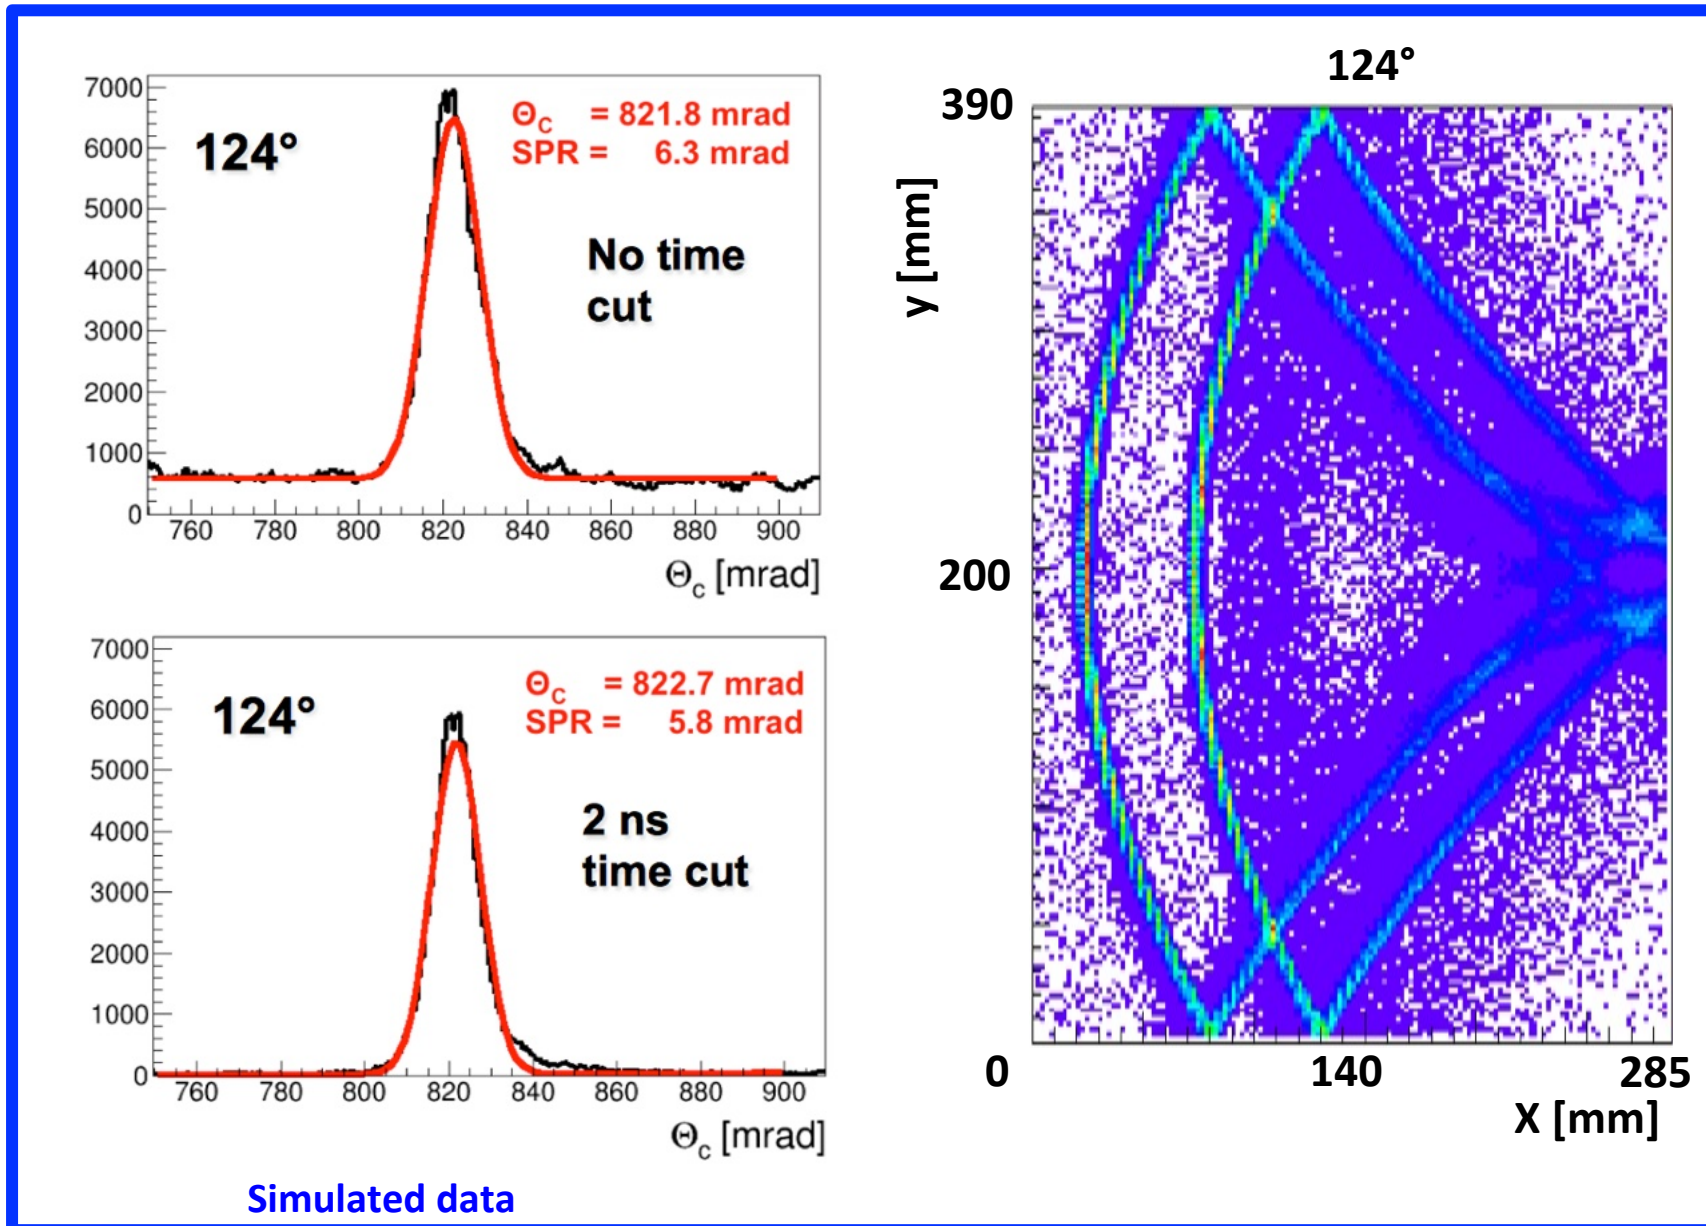 7000
6000
5000
4000
3000
2000
1000
0
124°
Θc = 821.8 mrad
SPR = 6.3 mrad
No time
cut
760 780 800 820 840 860 880 900
Θc [mrad]
7000
6000
5000
4000
3000
2000
1000
0
124°
Θc = 822.7 mrad
SPR = 5.8 mrad
2 ns
time cut
760 780 800 820 840 860 880 900
Θc [mrad]
Simulated data
124°
390
y [mm]
200
0 140 285
X [mm]